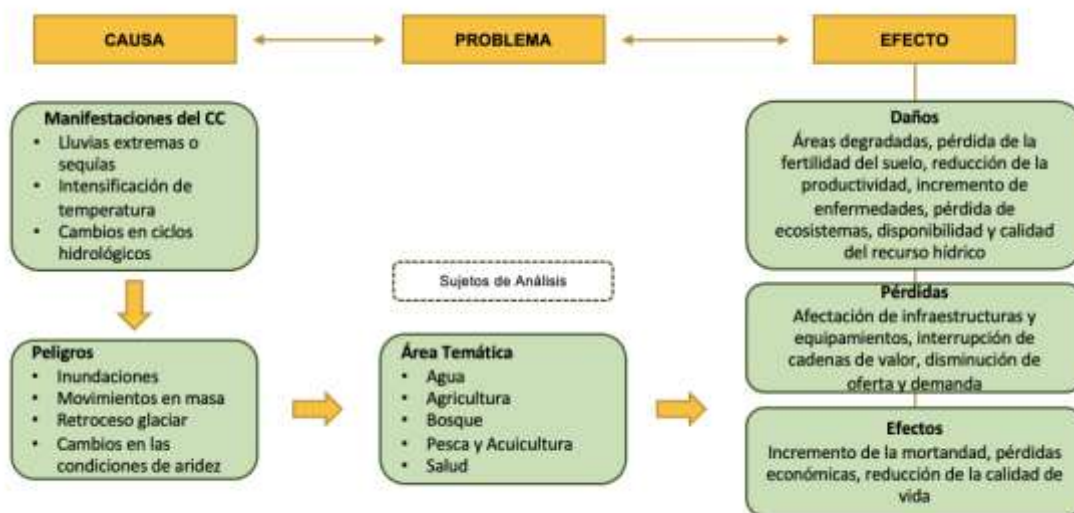 CAUSA
PROBLEMA
EFECTO
Manifestaciones del CC
• Lluvias extremas o
sequías
• Intensificación de
temperatura
• Cambios en ciclos
hidrológicos
Peligros
• Inundaciones
• Movimientos en masa
• Retroceso glaciar
• Cambios en las
condiciones de aridez
Sujetos de Análisis
Área Temática
• Agua
• Agricultura
• Bosque
• Pesca y Acuicultura
• Salud
Daños
Áreas degradadas, pérdida de la
fertilidad del suelo, reducción de la
productividad, incremento de
enfermedades, pérdida de
ecosistemas, disponibilidad y calidad
del recurso hídrico
Pérdidas
Afectación de infraestructuras y
equipamientos, interrupción de
cadenas de valor, disminución de
oferta y demanda
Efectos
Incremento de la mortandad, pérdidas
económicas, reducción de la calidad de
vida